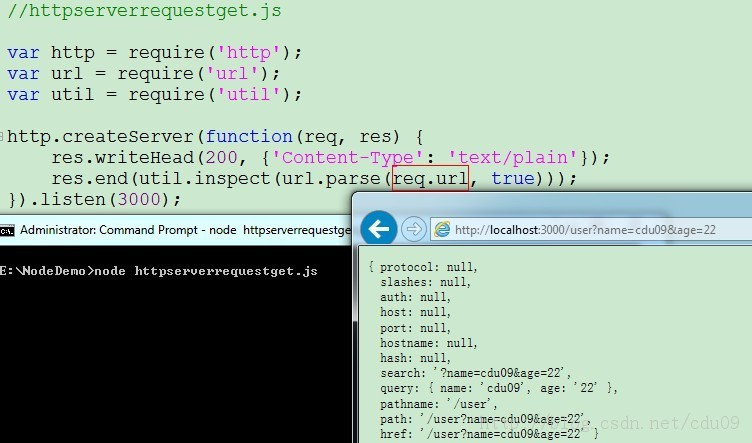 //httpserverrequestget.js
var http = require('http');
var url = require('url');
var util = require('util');
http.createServer(function(req, res) {
res.writeHead(200, {'Content-Type': 'text/plain'});
res.end(util.inspect(url.parse(req.url, true)));
}).listen(3000);
Administrator: Command Prompt - node httpserverrequestge
E:\NodeDemo>node httpserverrequestget.js
http://localhost:3000/user?name=cdu09&age=22
{ protocol: null,
slashes: null,
auth: null,
host: null,
port: null,
hostname: null,
hash: null,
search: '?name=cdu09&age=22',
query: { name: 'cdu09', age: '22' },
pathname: '/user',
path: '/user?name=cdu09&age=22',
href: '/user?name=cdu09&age=22' }
http://blog.csdn.net/cdu09